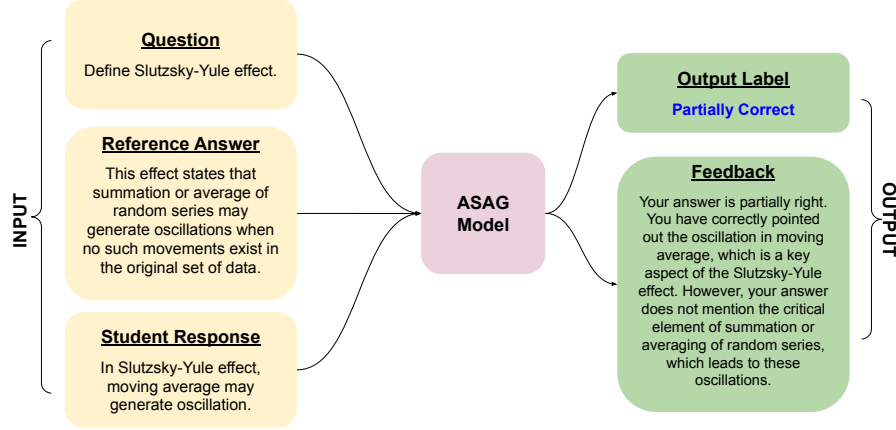 INPUT
Question
Define Slutzsky-Yule effect.
Reference Answer
This effect states that
summation or average of
random series may
generate oscillations when
no such movements exist in
the original set of data.
Student Response
In Slutzsky-Yule effect,
moving average may
generate oscillation.
ASAG
Model
Output Label
Partially Correct
Feedback
Your answer is partially right.
You have correctly pointed
out the oscillation in moving
average, which is a key
aspect of the Slutzsky-Yule
effect. However, your answer
does not mention the critical
element of summation or
averaging of random series,
which leads to these
oscillations.
OUTPUT